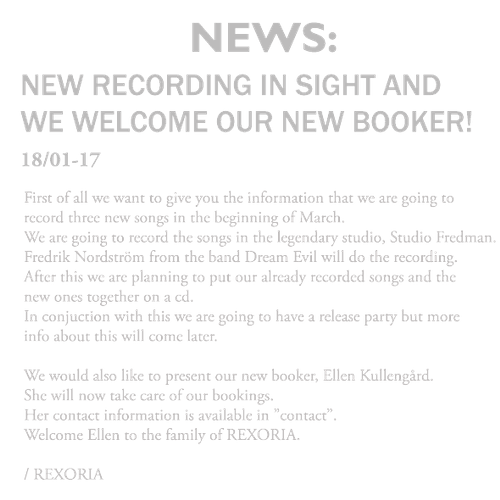 NEWS:
NEW RECORDING IN SIGHT AND
WE WELCOME OUR NEW BOOKER!
18/01-17
First of all we want to give you the information that we are going to
record three new songs in the beginning of March.
We are going to record the songs in the legendary studio, Studio Fredman.
Fredrik Nordström from the band Dream Evil will do the recording.
After this we are planning to put our already recorded songs and the
new ones together on a cd.
In conjuction with this we are going to have a release party but more
info about this will come later.
We would also like to present our new booker, Ellen Kullengård.
She will now take care of our bookings.
Her contact information is available in ”contact”.
Welcome Ellen to the family of REXORIA.
/ REXORIA